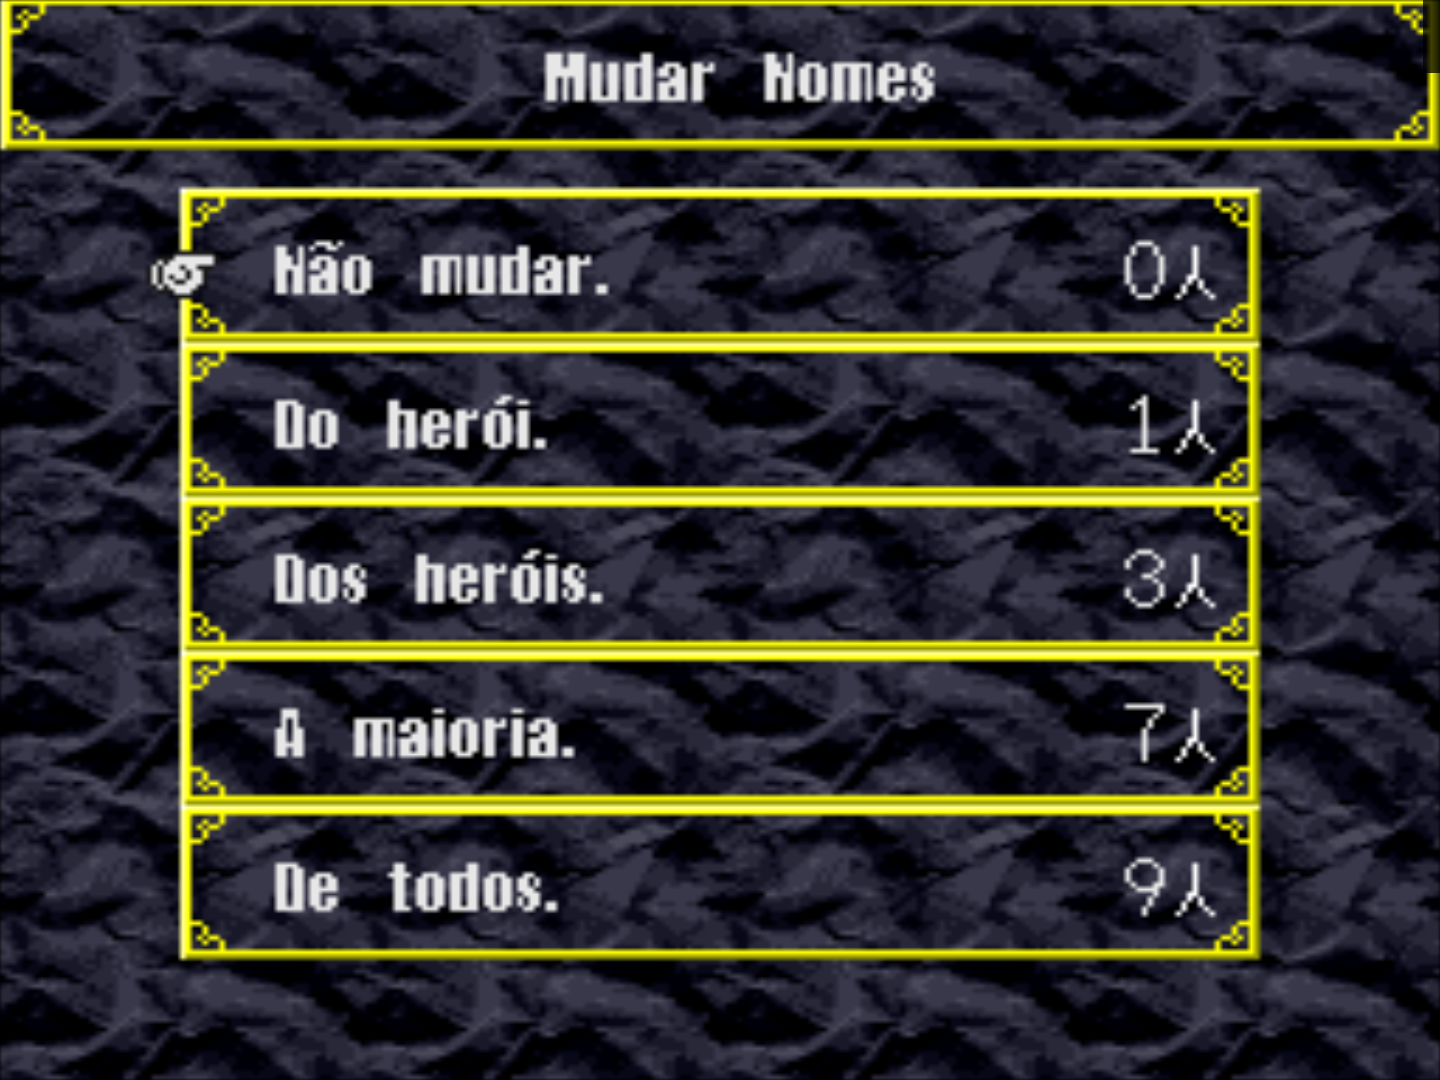 Mudar Nomes
Não mudar. 0人
Do herói. 1人
Dos heróis. 3人
A maioria. 7人
De todos. 9人